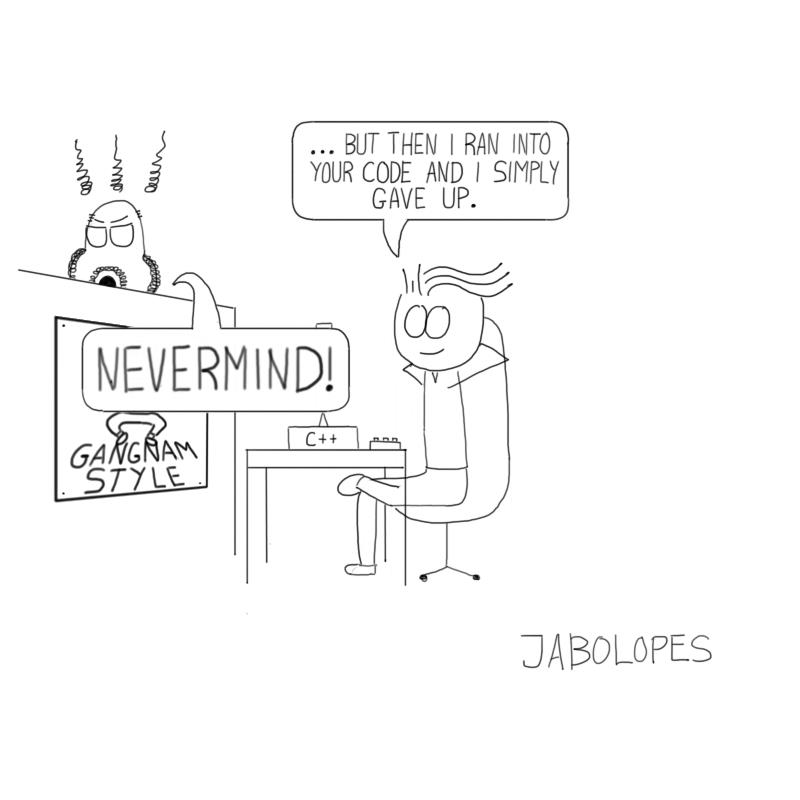 ... BUT THEN I RAN INTO
YOUR CODE AND I SIMPLY
GAVE UP.
NEVERMIND!
GANGNAM
STYLE
C++
JABOLOPES